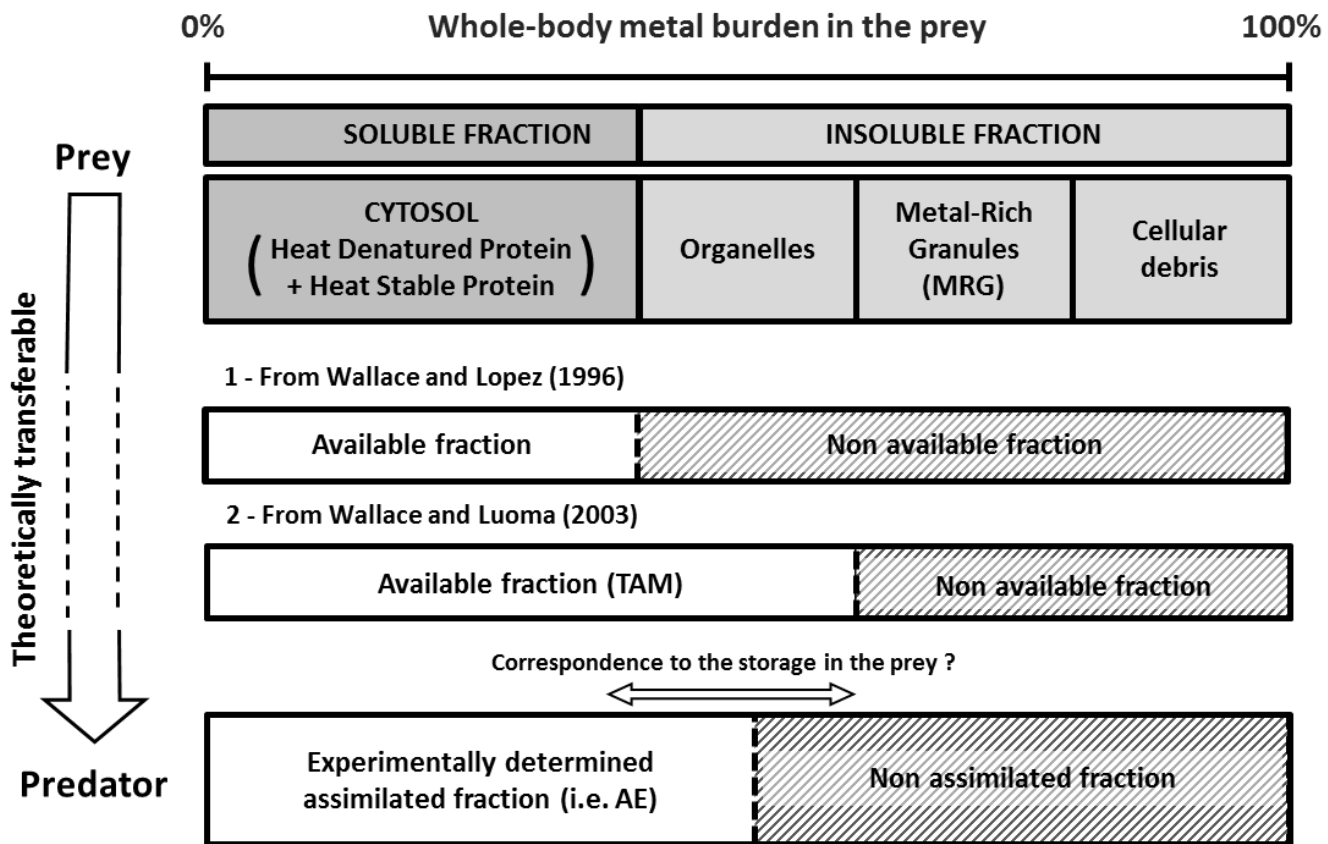 0% Whole-body metal burden in the prey 100%
SOLUBLE FRACTION INSOLUBLE FRACTION
Prey
CYTOSOL
( Heat Denatured Protein
+ Heat Stable Protein )
Organelles
Metal-Rich
Granules
(MRG)
Cellular
debris
Theoretically transferable
1 - From Wallace and Lopez (1996)
Available fraction Non available fraction
2 - From Wallace and Luoma (2003)
Available fraction (TAM) Non available fraction
Correspondence to the storage in the prey ?
Predator
Experimentally determined
assimilated fraction (i.e. AE)
Non assimilated fraction